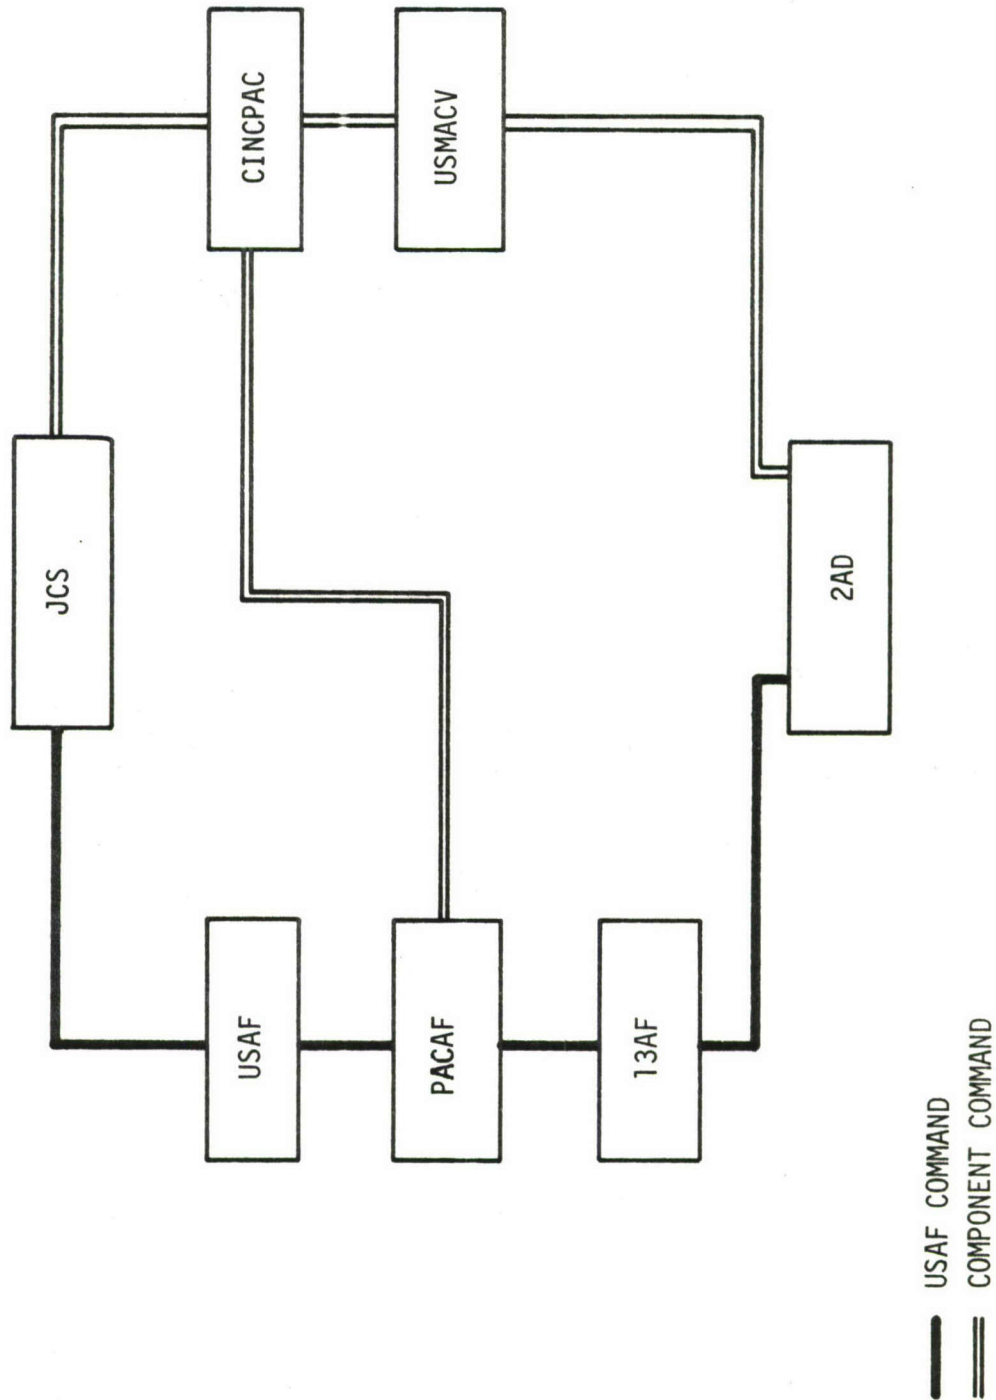 JCS
USAF
CINCPAC
PACAF
USMACV
13AF
2AD
USAF COMMAND
COMPONENT COMMAND